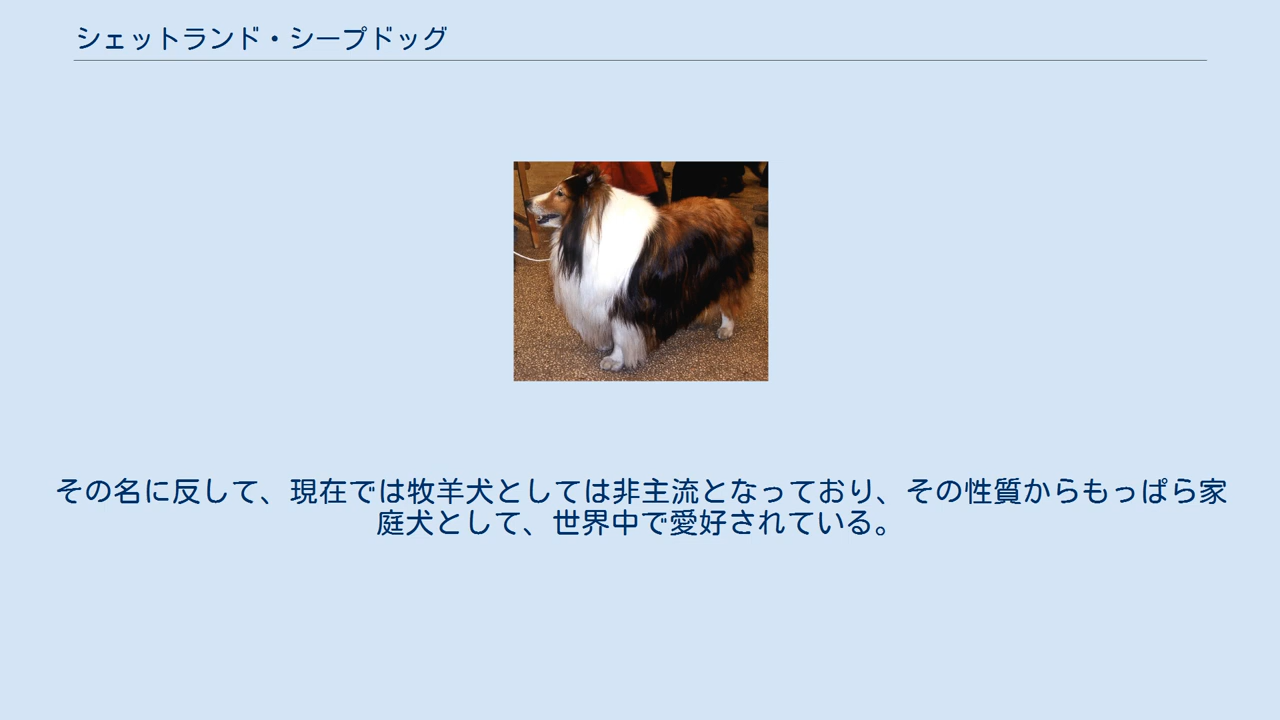 シェットランド・シープドッグ
その名に反して、現在では牧羊犬としては非主流となっており、その性質からもっぱら家
庭犬として、世界中で愛好されている。